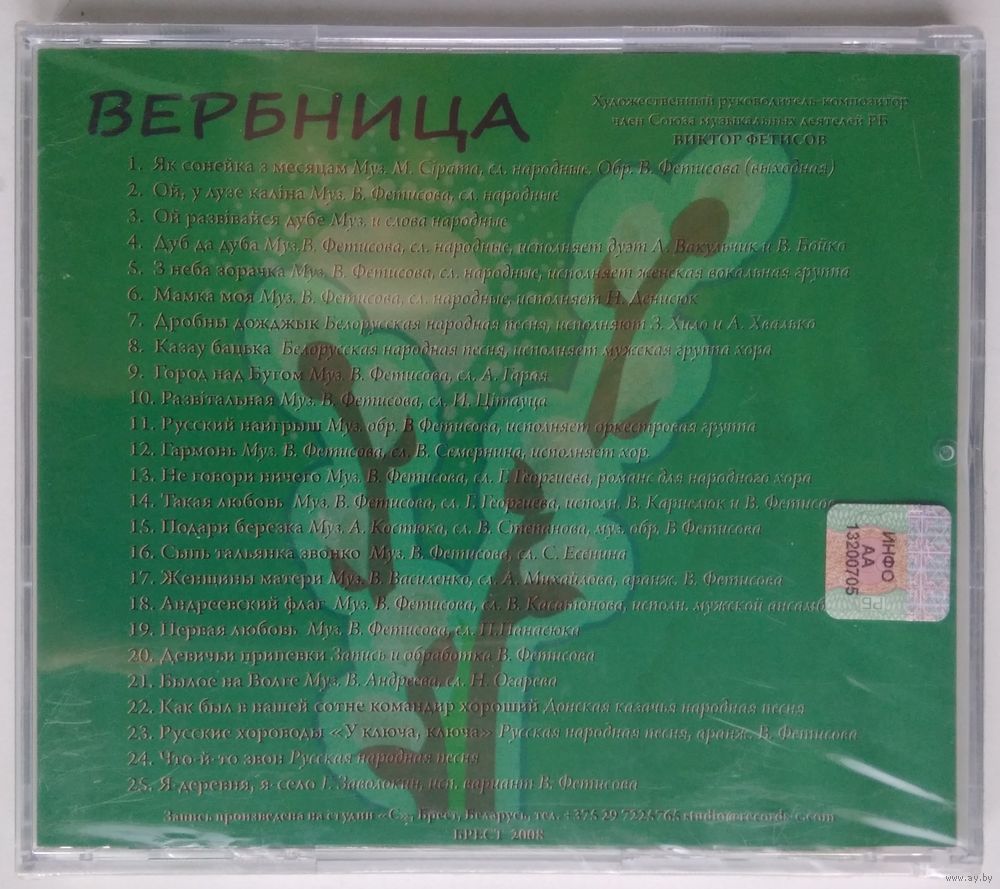 ВЕРБНИЦА
Художественный руководитель-композитор
член Союза музыкальных деятелей РБ
ВИКТОР ФЕТИСОВ
1. Як сонейка з месяцам Муз. М. Сірата, сл. народные, Обр. В. Фетисова (выходная)
2. Ой, у лузе каліна Муз. В. Фетисова, сл. народные
3. Ой развівайся дубе Муз. и слова народные
4. Дуб да дуба Муз. В. Фетисова, сл. народные, исполняет дуэт А. Вакульчик и В. Бойко
5. З неба зорачка Муз. В. Фетисова, сл. народные, исполняет женская вокальная группа
6. Мамка моя Муз. В. Фетисова, сл. народные, исполняет Н. Денисюк
7. Дробны дожджык Белорусская народная песня, исполняют З. Хило и А. Хвалько
8. Казау бацька Белорусская народная песня, исполняет мужская группа хора
9. Город над Бугом Муз. В. Фетисова, сл. А. Гарая
10. Развітальная Муз. В. Фетисова, сл. И. Цітауца
11. Русский наигрыш Муз. обр. В Фетисова, исполняет оркестровая группа
12. Гармонь Муз. В. Фетисова, сл. В. Семернина, исполняет хор.
13. Не говори ничего Муз. В. Фетисова, сл. Г. Георгиева, романс для народного хора
14. Такая любовь Муз. В. Фетисова, сл. Г. Георгиева, исполн. В. Карпелюк и В. Фетисов
15. Подари березка Муз. А. Костюка, сл. В. Степанова, муз. обр. В Фетисова
16. Сыпь тальянка звонко Муз. В. Фетисова, сл. С. Есенина
17. Женщины матери Муз. В. Василенко, сл. А. Михайлова, аранж. В. Фетисова
18. Андреевский флаг Муз. В. Фетисова, сл. В. Касатонова, исполн. мужской ансамб
19. Первая любовь Муз. В. Фетисова, сл. П.Панасюка
20. Девичьи припевки Запись и обработка В. Фетисова
21. Былое на Волге Муз. В. Андреева, сл. Н. Огарева
22. Как был в нашей сотне командир хороший Донская казачья народная песня
23. Русские хороводы «У ключа, ключа» Русская народная песня, аранж. В. Фетисова
24. Что-й-то звон Русская народная песня
25. Я деревня, я село Г. Заволокин, исп. вариант В. Фетисова
Запись произведена на студии «С», Брест, Беларусь, тел. +375 29 7225765 studio@records-c.com
БРЕСТ 2008
ИНФО
АА
13200705
РБ
www.ay.by